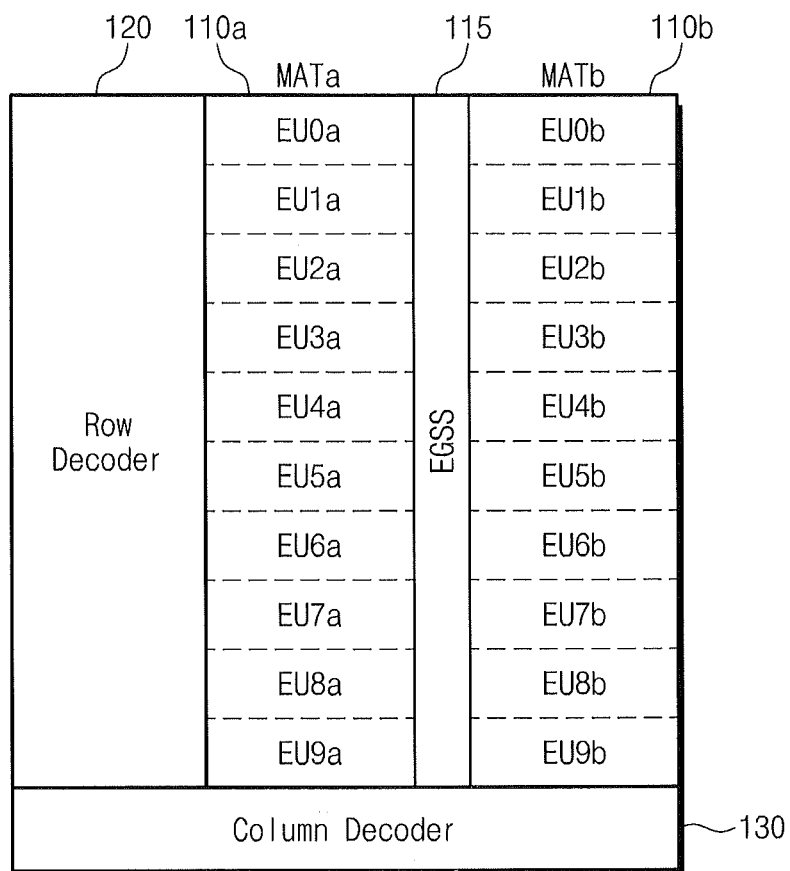 120 110a 115 110b
MATa MATb
EU0a EU0b
EU1a EU1b
EU2a EU2b
EU3a EU3b
EU4a EU4b
Row
Decoder
EGSS
EU5a EU5b
EU6a EU6b
EU7a EU7b
EU8a EU8b
EU9a EU9b
Column Decoder
130